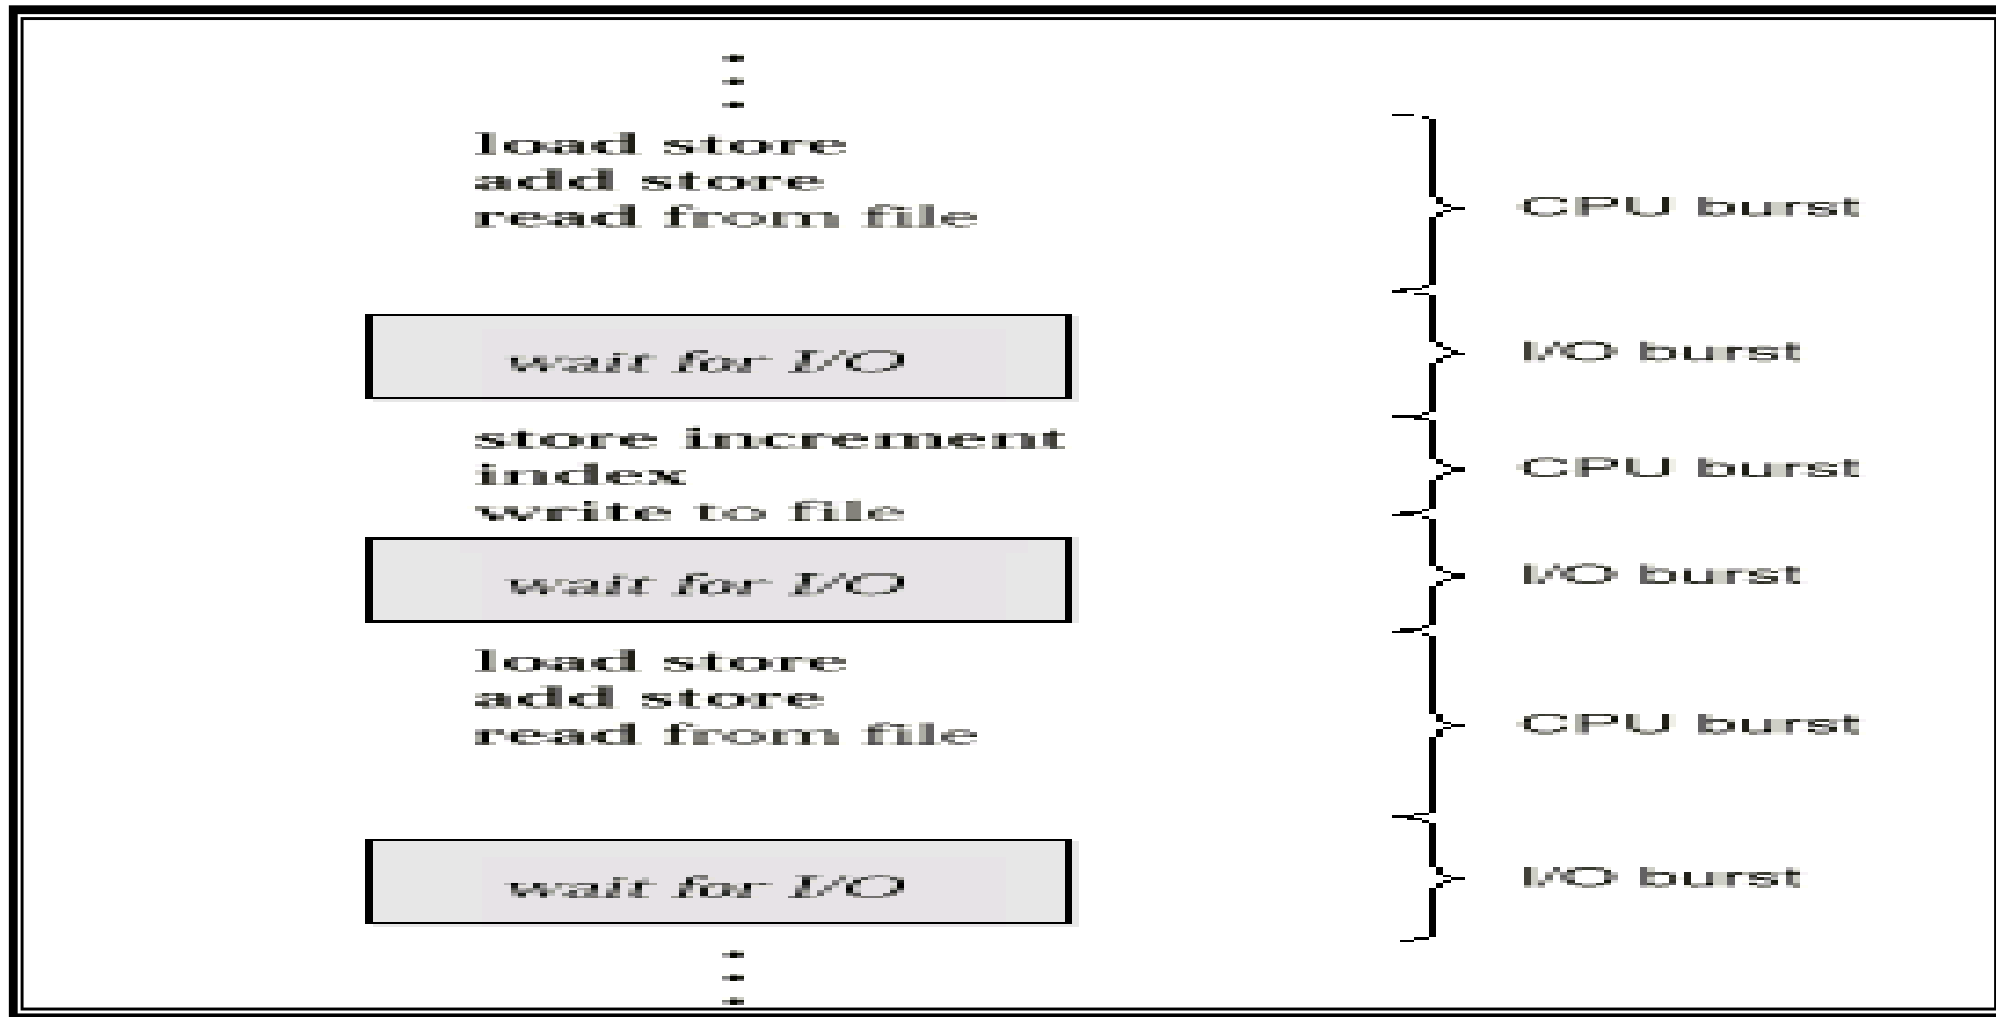 load store
add store
read from file
CPU burst
wait for I/O
I/O burst
store increment
index
write to file
CPU burst
wait for I/O
I/O burst
load store
add store
read from file
CPU burst
wait for I/O
I/O burst